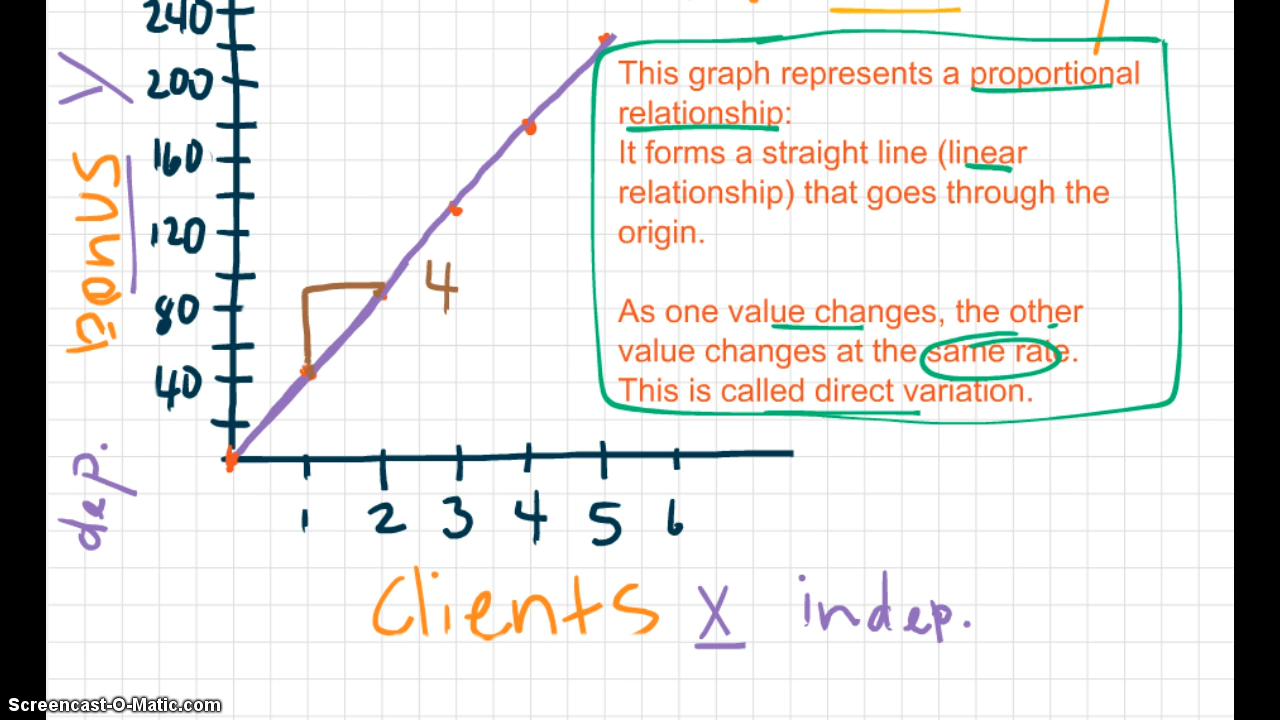 240
200
160
120
80
40
y
Bonus
dep.
4
This graph represents a proportional
relationship:
It forms a straight line (linear
relationship) that goes through the
origin.
As one value changes, the other
value changes at the same rate.
This is called direct variation.
1 2 3 4 5 6
Clients x indep.
Screencast-O-Matic.com